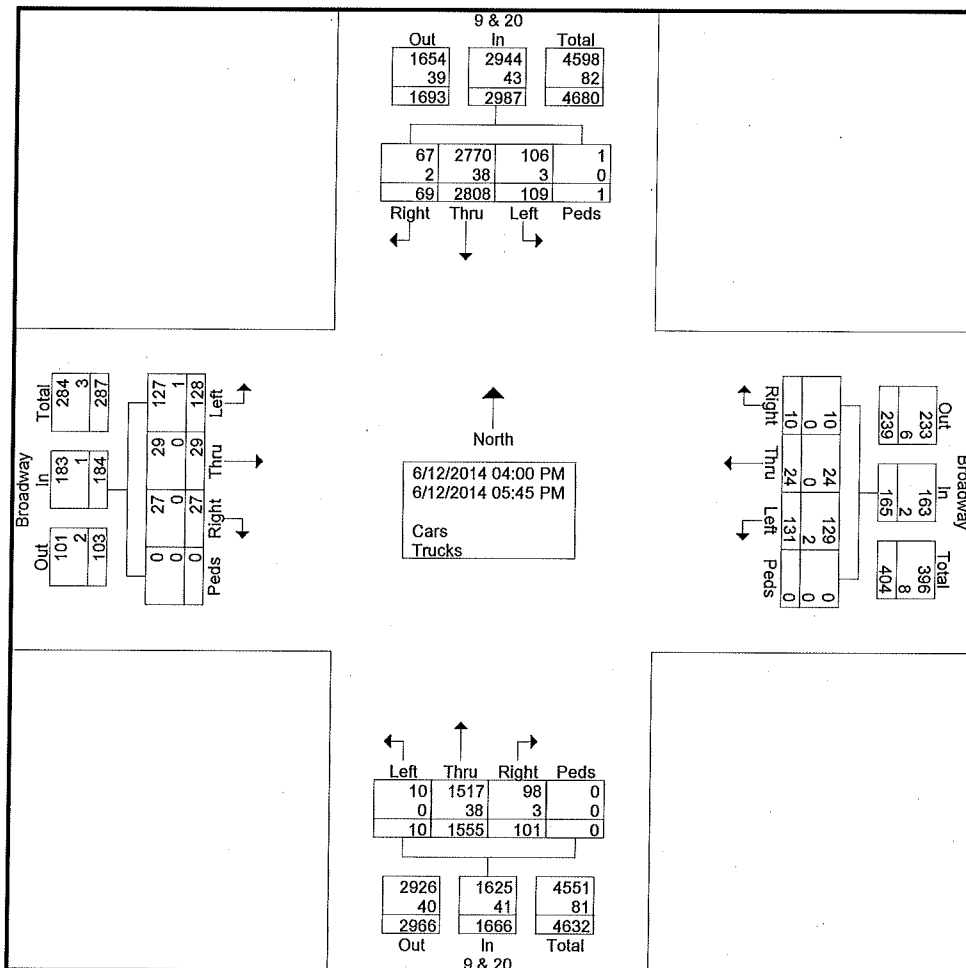 9 & 20
Out In Total
1654 2944 4598
39 43 82
1693 2987 4680
67 2770 106 1
2 38 3 0
69 2808 109 1
Right Thru Left Peds
Broadway
Total In Out
284 183 101
3 1 2
287 184 103
127 29 27 0
1 0 0 0
128 29 27 0
Left Thru Right Peds
North
6/12/2014 04:00 PM
6/12/2014 05:45 PM
Cars
Trucks
Right Thru Left Peds
10 24 129 0
0 0 2 0
10 24 131 0
Out In Total
233 163 396
6 2 8
239 165 404
Broadway
Left Thru Right Peds
10 1517 98 0
0 38 3 0
10 1555 101 0
2926 1625 4551
40 41 81
2966 1666 4632
Out In Total
9 & 20